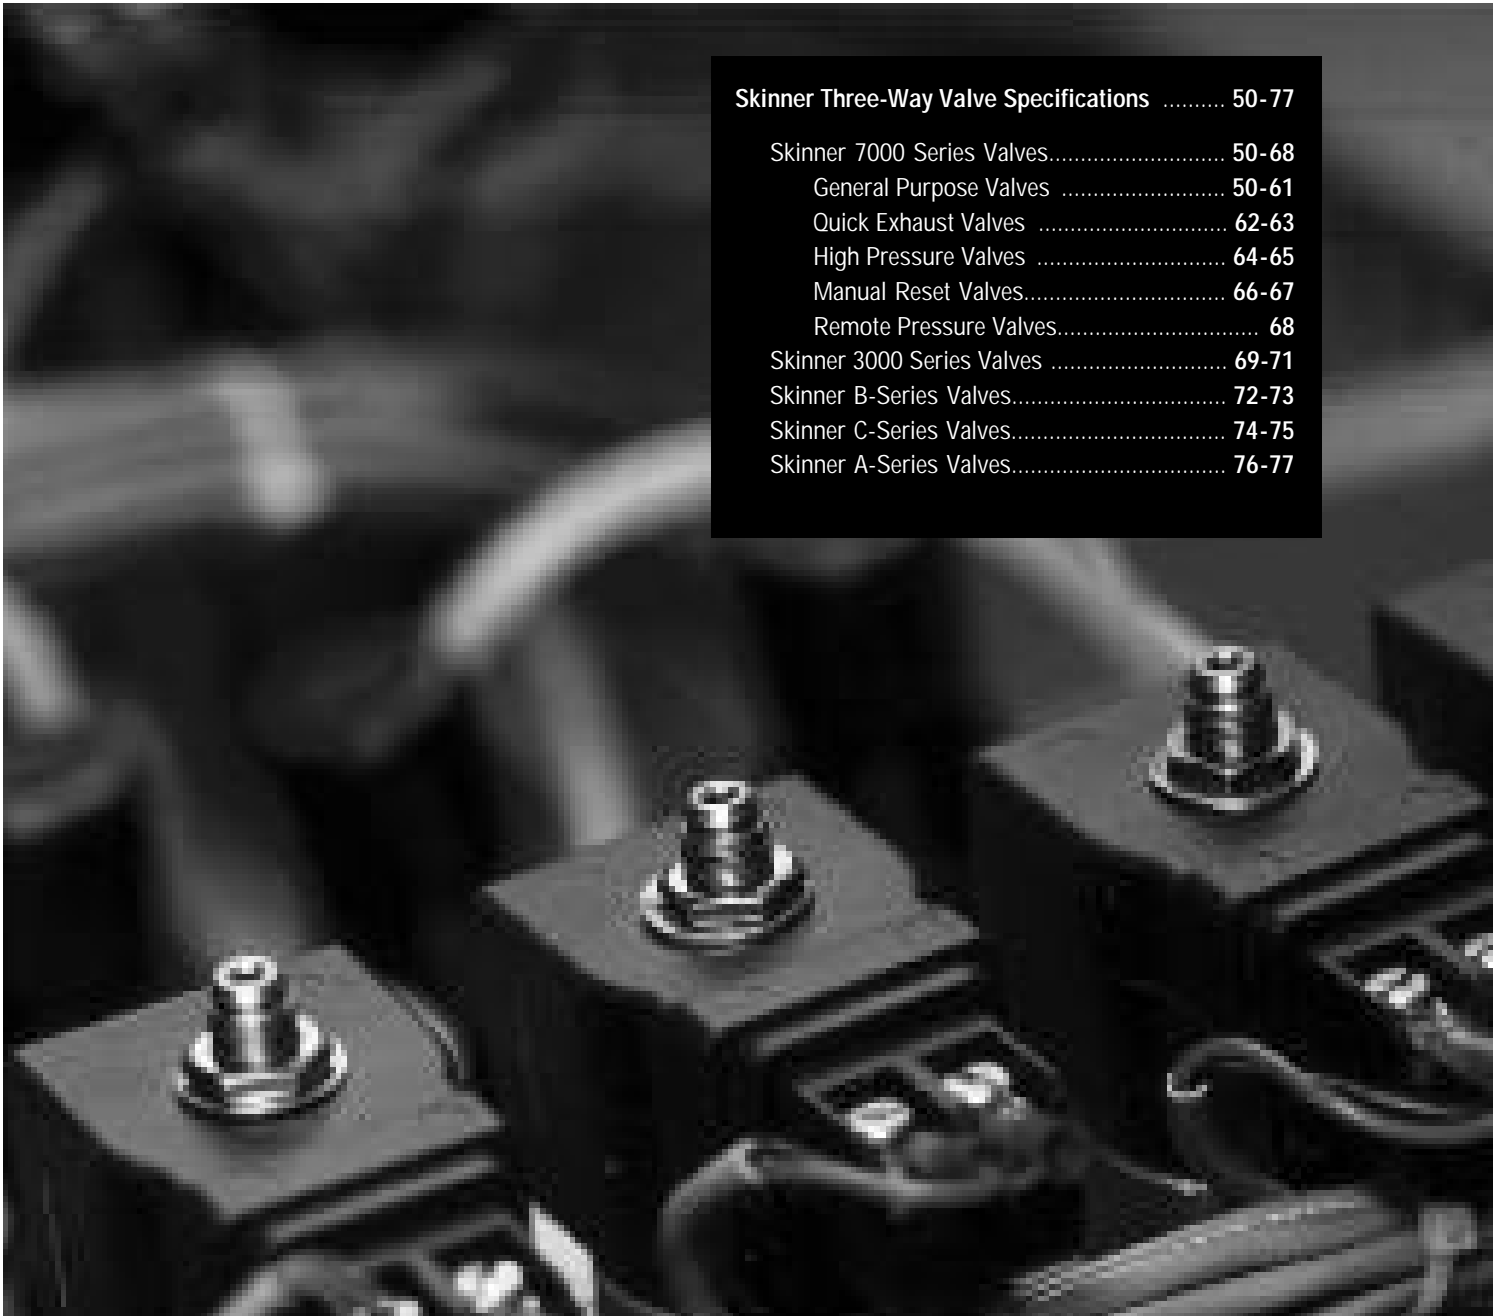 Skinner Three-Way Valve Specifications .......... 50-77
Skinner 7000 Series Valves............................ 50-68
General Purpose Valves .......................... 50-61
Quick Exhaust Valves .............................. 62-63
High Pressure Valves .............................. 64-65
Manual Reset Valves................................ 66-67
Remote Pressure Valves................................ 68
Skinner 3000 Series Valves ............................ 69-71
Skinner B-Series Valves.................................. 72-73
Skinner C-Series Valves.................................. 74-75
Skinner A-Series Valves.................................. 76-77